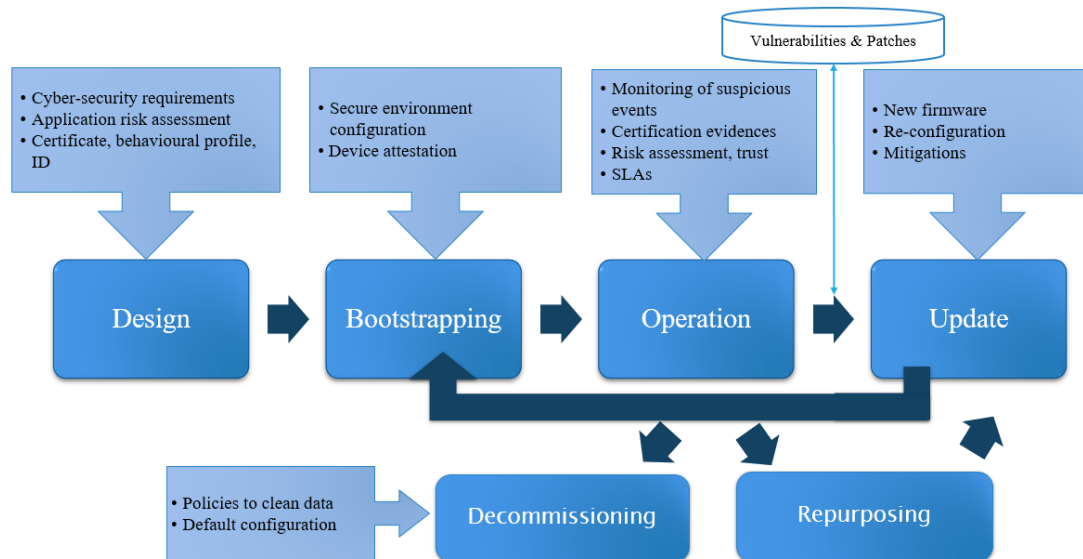 Vulnerabilities & Patches
• Cyber-security requirements
• Application risk assessment
• Certificate, behavioural profile,
ID
• Secure environment
configuration
• Device attestation
• Monitoring of suspicious
events
• Certification evidences
• Risk assessment, trust
• SLAs
• New firmware
• Re-configuration
• Mitigations
Design
Bootstrapping
Operation
Update
• Policies to clean data
• Default configuration
Decommissioning
Repurposing